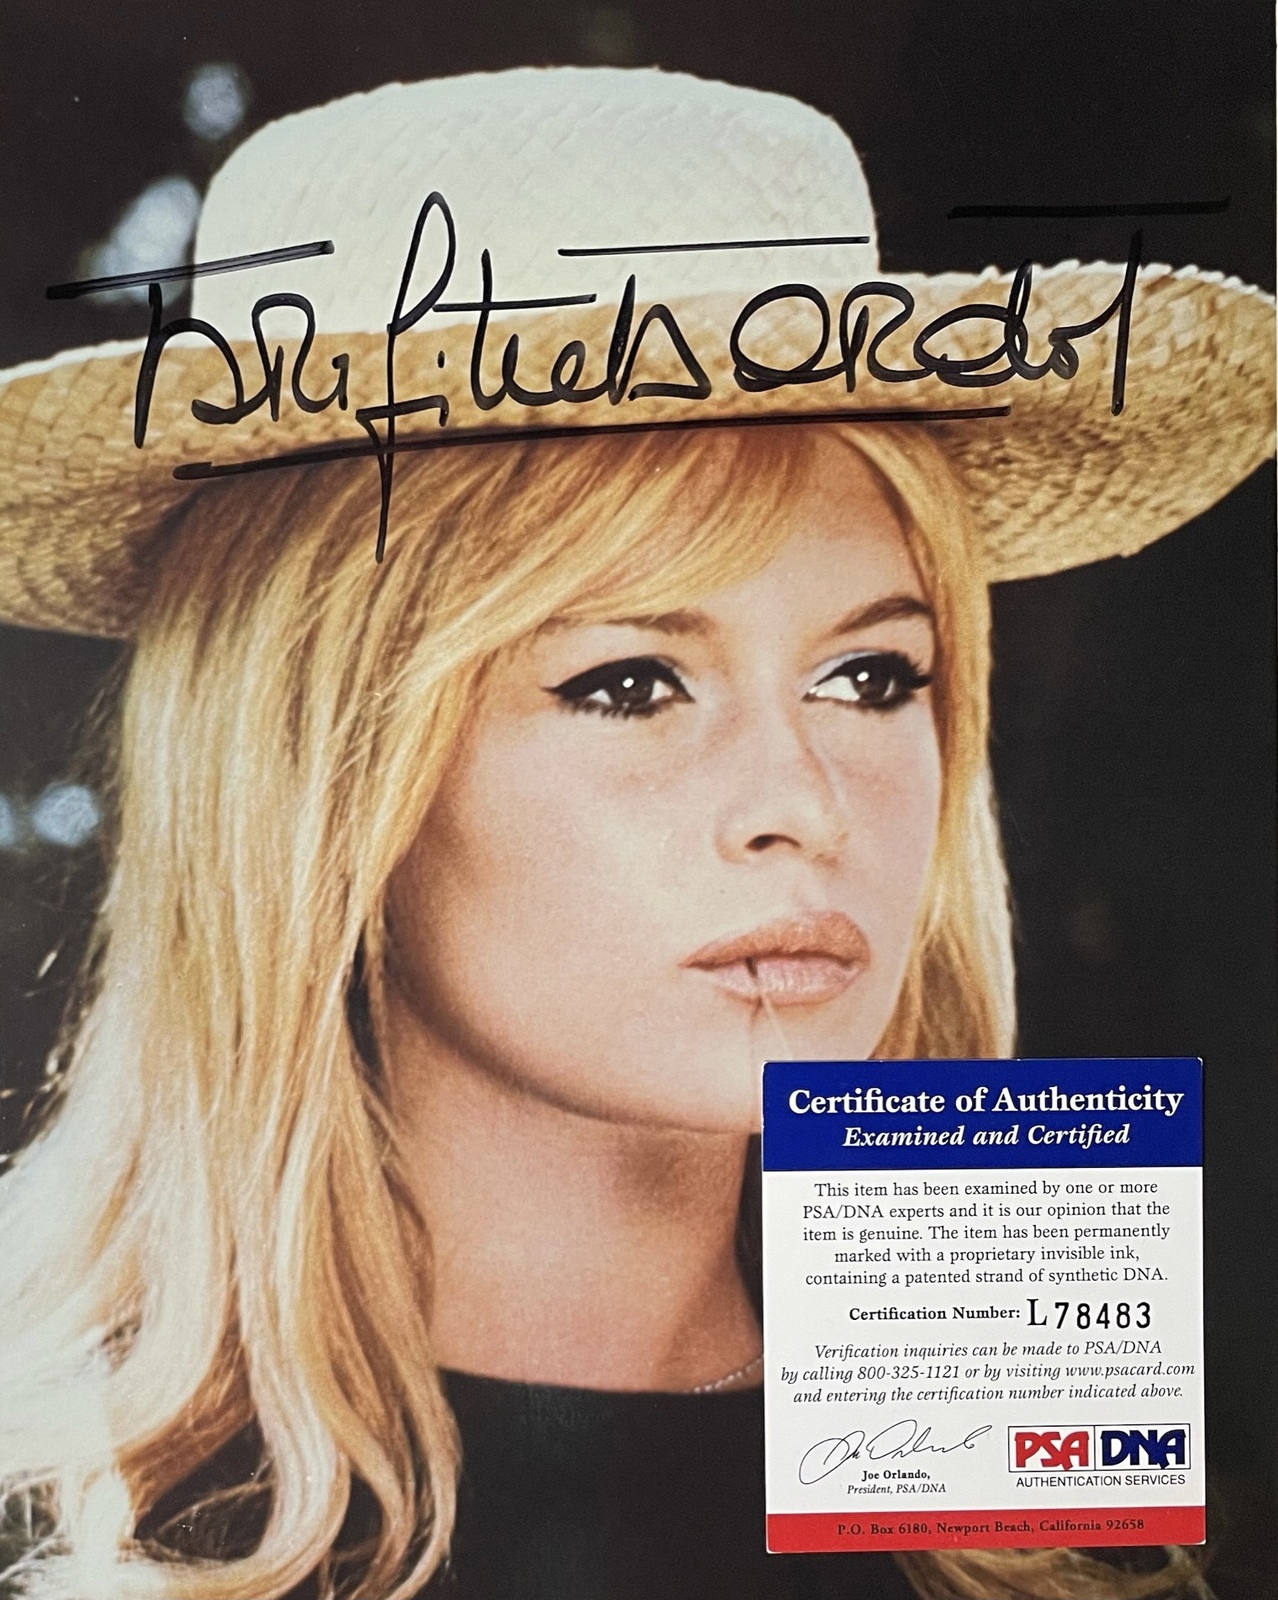 Brigitte Bardot
Certificate of Authenticity
Examined and Certified
This item has been examined by one or more
PSA/DNA experts and it is our opinion that the
item is genuine. The item has been permanently
marked with a proprietary invisible ink,
containing a patented strand of synthetic DNA.
Certification Number: L78483
Verification inquiries can be made to PSA/DNA
by calling 800-325-1121 or by visiting www.psacard.com
and entering the certification number indicated above.
Joe Orlando,
President, PSA/DNA
PSA DNA
AUTHENTICATION SERVICES
P.O. Box 6180, Newport Beach, California 92658